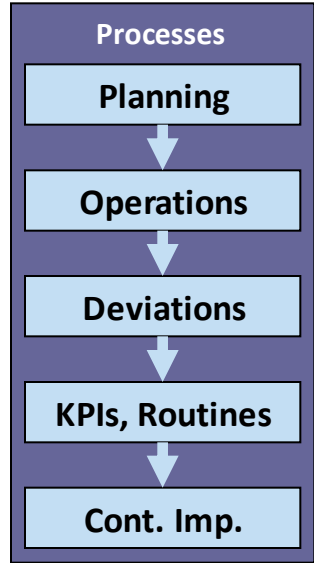 Processes
Planning
Operations
Deviations
KPIs, Routines
Cont. Imp.